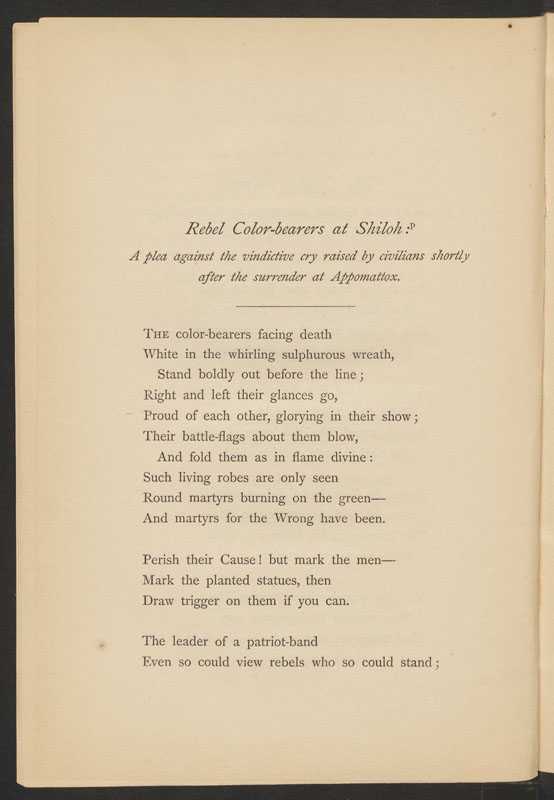 Rebel Color-bearers at Shiloh:ᵖ
A plea against the vindictive cry raised by civilians shortly
after the surrender at Appomattox.
THE color-bearers facing death
White in the whirling sulphurous wreath,
Stand boldly out before the line;
Right and left their glances go,
Proud of each other, glorying in their show;
Their battle-flags about them blow,
And fold them as in flame divine:
Such living robes are only seen
Round martyrs burning on the green—
And martyrs for the Wrong have been.
Perish their Cause! but mark the men—
Mark the planted statues, then
Draw trigger on them if you can.
The leader of a patriot-band
Even so could view rebels who so could stand;